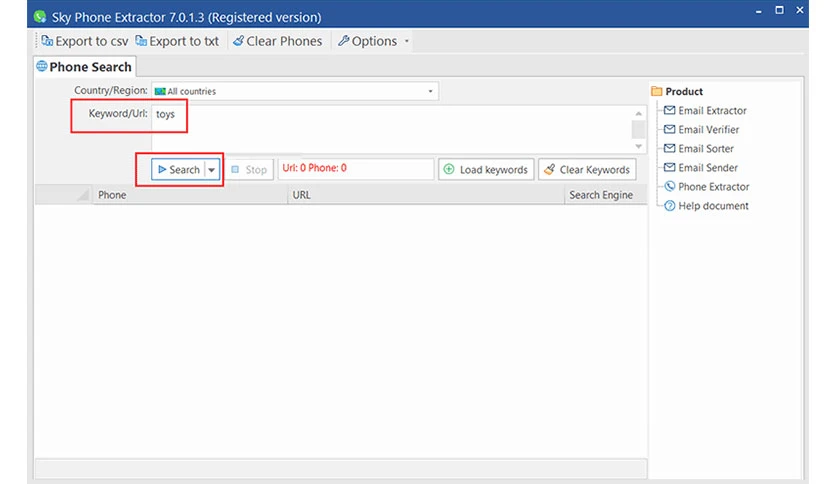 Sky Phone Extractor 7.0.1.3 (Registered version)
Export to csv Export to txt Clear Phones Options
Phone Search
Country/Region: All countries
Keyword/Url: toys
Search Stop Url: 0 Phone: 0 Load keywords Clear Keywords
Phone URL Search Engine
Product
Email Extractor
Email Verifier
Email Sorter
Email Sender
Phone Extractor
Help document